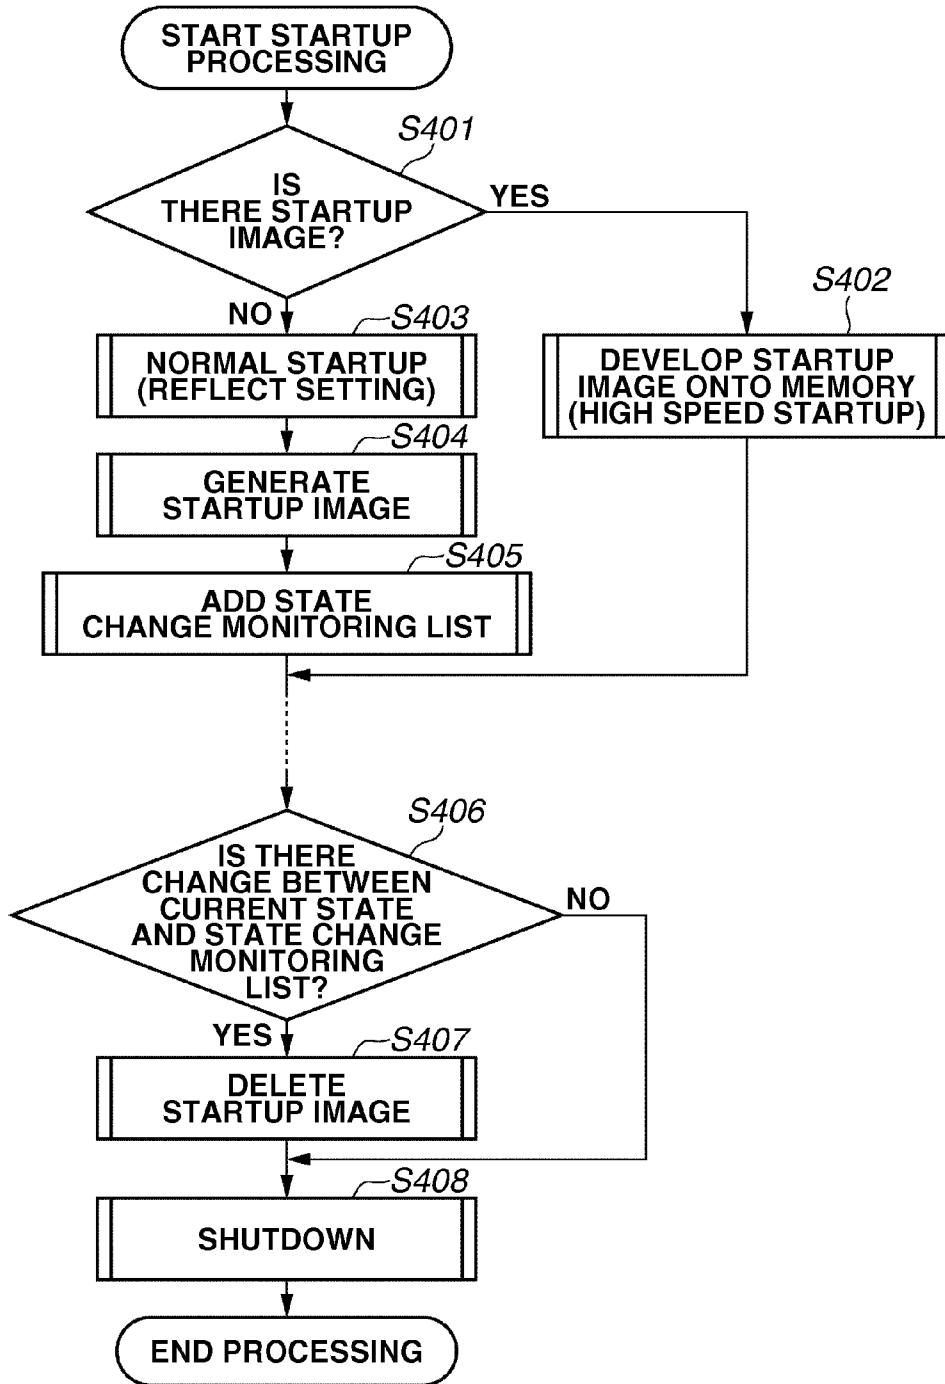 START STARTUP
PROCESSING
S401
IS
THERE STARTUP
IMAGE?
YES
NO
S402
DEVELOP STARTUP
IMAGE ONTO MEMORY
(HIGH SPEED STARTUP)
S403
NORMAL STARTUP
(REFLECT SETTING)
S404
GENERATE
STARTUP IMAGE
S405
ADD STATE
CHANGE MONITORING LIST
S406
IS THERE
CHANGE BETWEEN
CURRENT STATE
AND STATE CHANGE
MONITORING
LIST?
NO
YES
S407
DELETE
STARTUP IMAGE
S408
SHUTDOWN
END PROCESSING